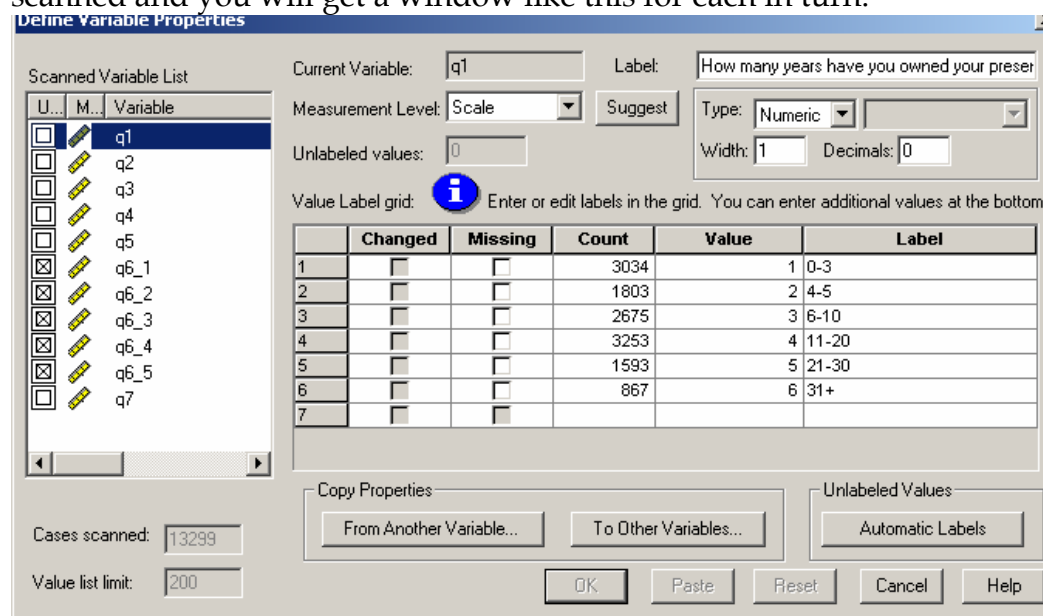 scanned and you will get a window like this for each in turn.
Define Variable Properties
Scanned Variable List
U... M... Variable
q1
q2
q3
q4
q5
q6_1
q6_2
q6_3
q6_4
q6_5
q7
Cases scanned: 13299
Value list limit: 200
Current Variable: q1 Label: How many years have you owned your preser
Measurement Level: Scale Suggest Type: Numeric
Unlabeled values: 0 Width: 1 Decimals: 0
Value Label grid: i Enter or edit labels in the grid. You can enter additional values at the bottom
Changed Missing Count Value Label
1 3034 1 0-3
2 1803 2 4-5
3 2675 3 6-10
4 3253 4 11-20
5 1593 5 21-30
6 867 6 31+
7
Copy Properties Unlabeled Values
From Another Variable... To Other Variables... Automatic Labels
OK Paste Reset Cancel Help